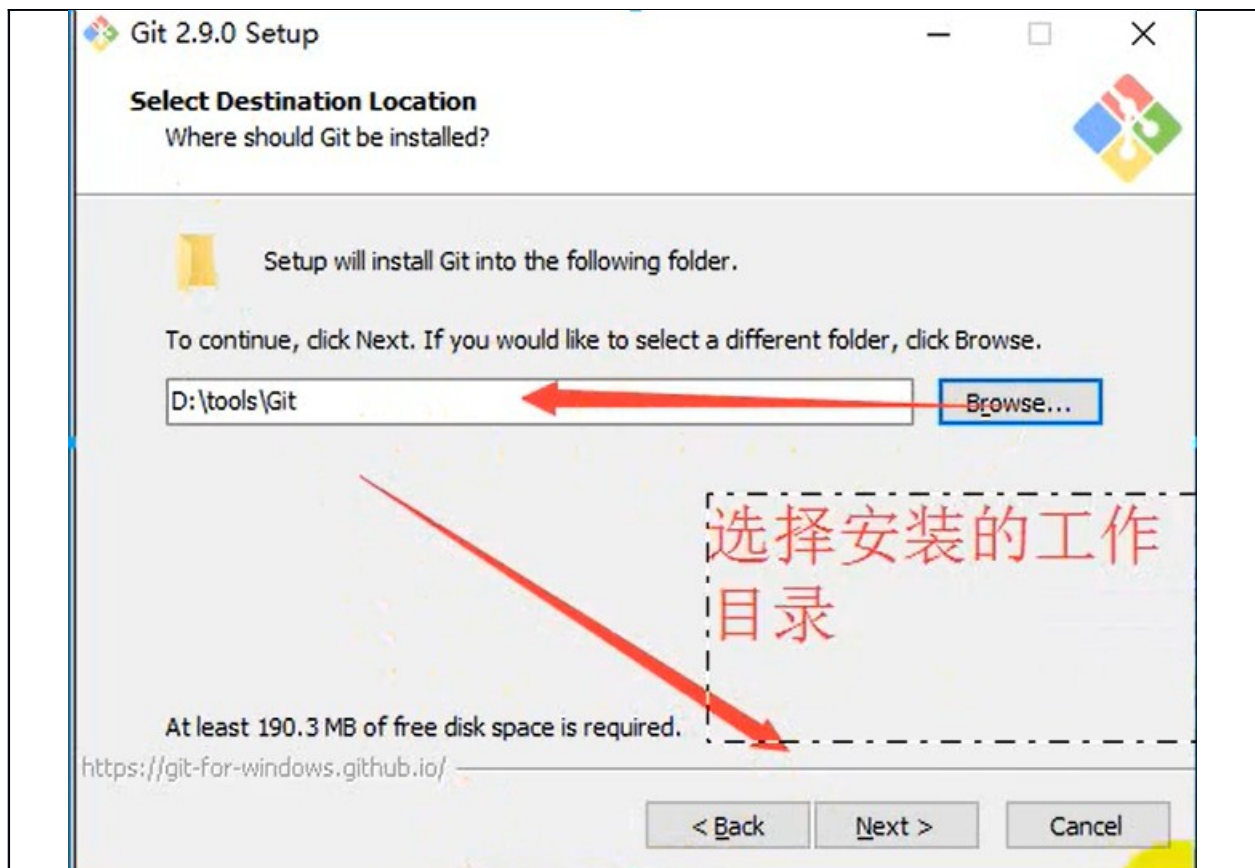 Git 2.9.0 Setup
Select Destination Location
Where should Git be installed?
Setup will install Git into the following folder.
To continue, click Next. If you would like to select a different folder, click Browse.
D:\tools\Git
Browse...
选择安装的工作
目录
At least 190.3 MB of free disk space is required.
https://git-for-windows.github.io/
< Back
Next >
Cancel